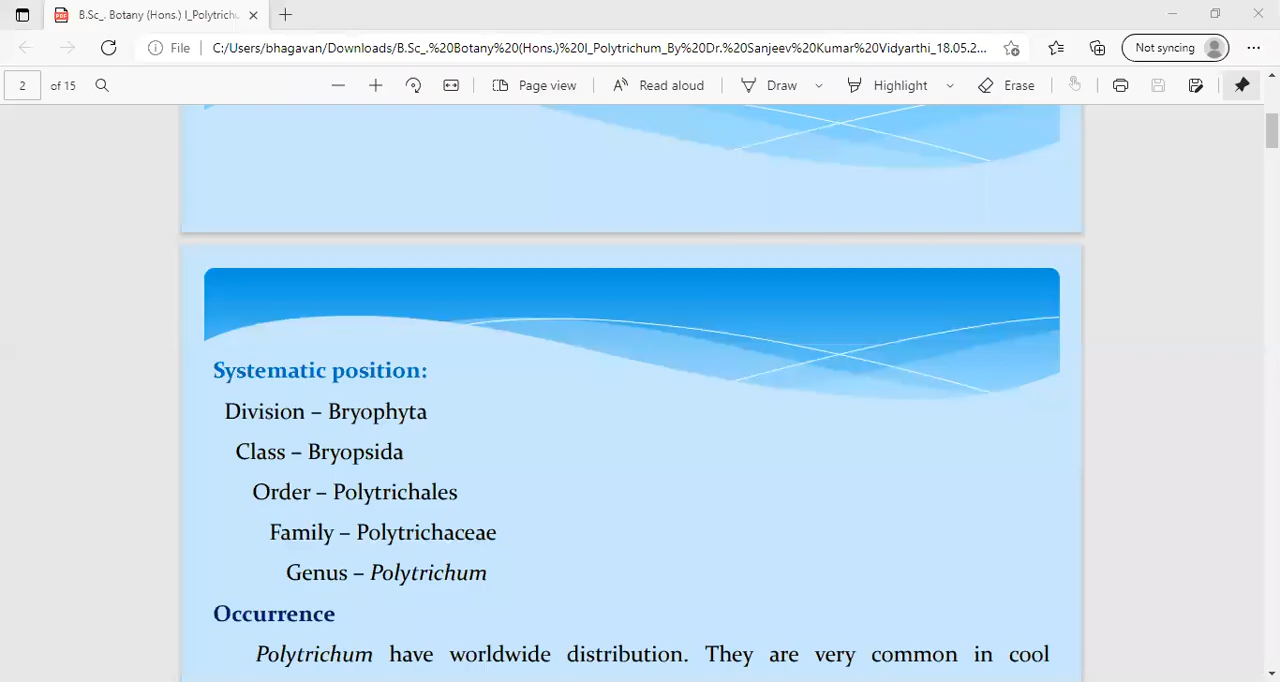 B.Sc_. Botany (Hons.) I_Polytrichu
File C:/Users/bhagavan/Downloads/B.Sc_.%20Botany%20(Hons.)%20I_Polytrichum_By%20Dr.%20Sanjeev%20Kumar%20Vidyarthi_18.05.2... Not syncing
2 of 15 Page view Read aloud Draw Highlight Erase
Systematic position:
Division – Bryophyta
Class – Bryopsida
Order – Polytrichales
Family – Polytrichaceae
Genus – Polytrichum
Occurrence
Polytrichum have worldwide distribution. They are very common in cool